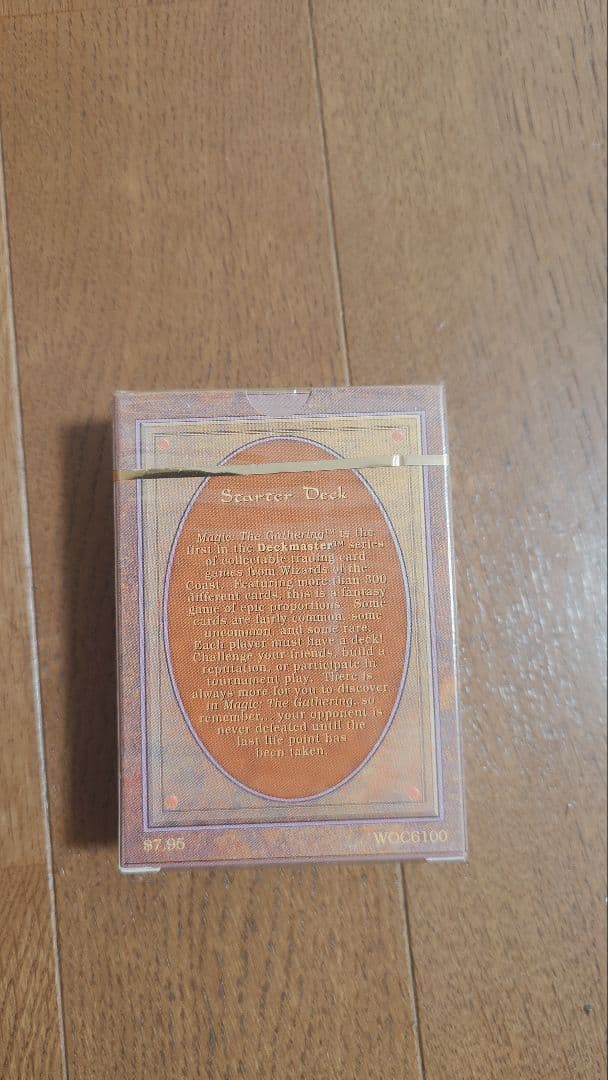 Starter Deck
Magic: The Gathering™ is the
first in the Deckmaster™ series
of collectable trading card
games from Wizards of the
Coast. Featuring more than 300
different cards, this is a fantasy
game of epic proportions. Some
cards are fairly common, some
uncommon, and some rare.
Each player must have a deck!
Challenge your friends, build a
reputation, or participate in
tournament play. There is
always more for you to discover
in Magic: The Gathering, so
remember... your opponent is
never defeated until the
last life point has
been taken.
$7.95
WOC6100